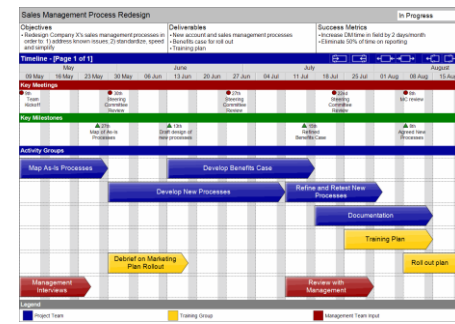 Sales Management Process Redesign
In Progress
Objectives
• Redesign Company X's sales management processes in
order to: 1) address known issues, 2) standardize, speed
and simplify
Deliverables
• New account and sales management processes
• Benefits case for roll out
• Training plan
Success Metrics
• Increase DM time in field by 2 days/month
• Eliminate 50% of time on reporting
Timeline - [Page 1 of 1]
May
June
July
August
09 May 16 May 23 May 30 May 06 Jun 13 Jun 20 Jun 27 Jun 04 Jul 11 Jul 18 Jul 25 Jul 01 Aug 08 Aug 15 Au
Key Meetings
9th
Team
Kickoff
30th
Steering
Committee
Review
27th
Steering
Committee
Review
22nd
Steering
Committee
Review
8th
MC review
Key Milestones
27th
Map of As-Is
Processes
13th
Draft design of
new processes
15th
Refined
Benefits Case
8th
Agreed New
Processes
Activity Groups
Map As-Is Processes
Develop Benefits Case
Develop New Processes
Refine and Retest New
Processes
Documentation
Training Plan
Debrief on Marketing
Plan Rollout
Roll out plan
Management
Interviews
Review with
Management
Legend
Project Team
Training Group
Management Team Input